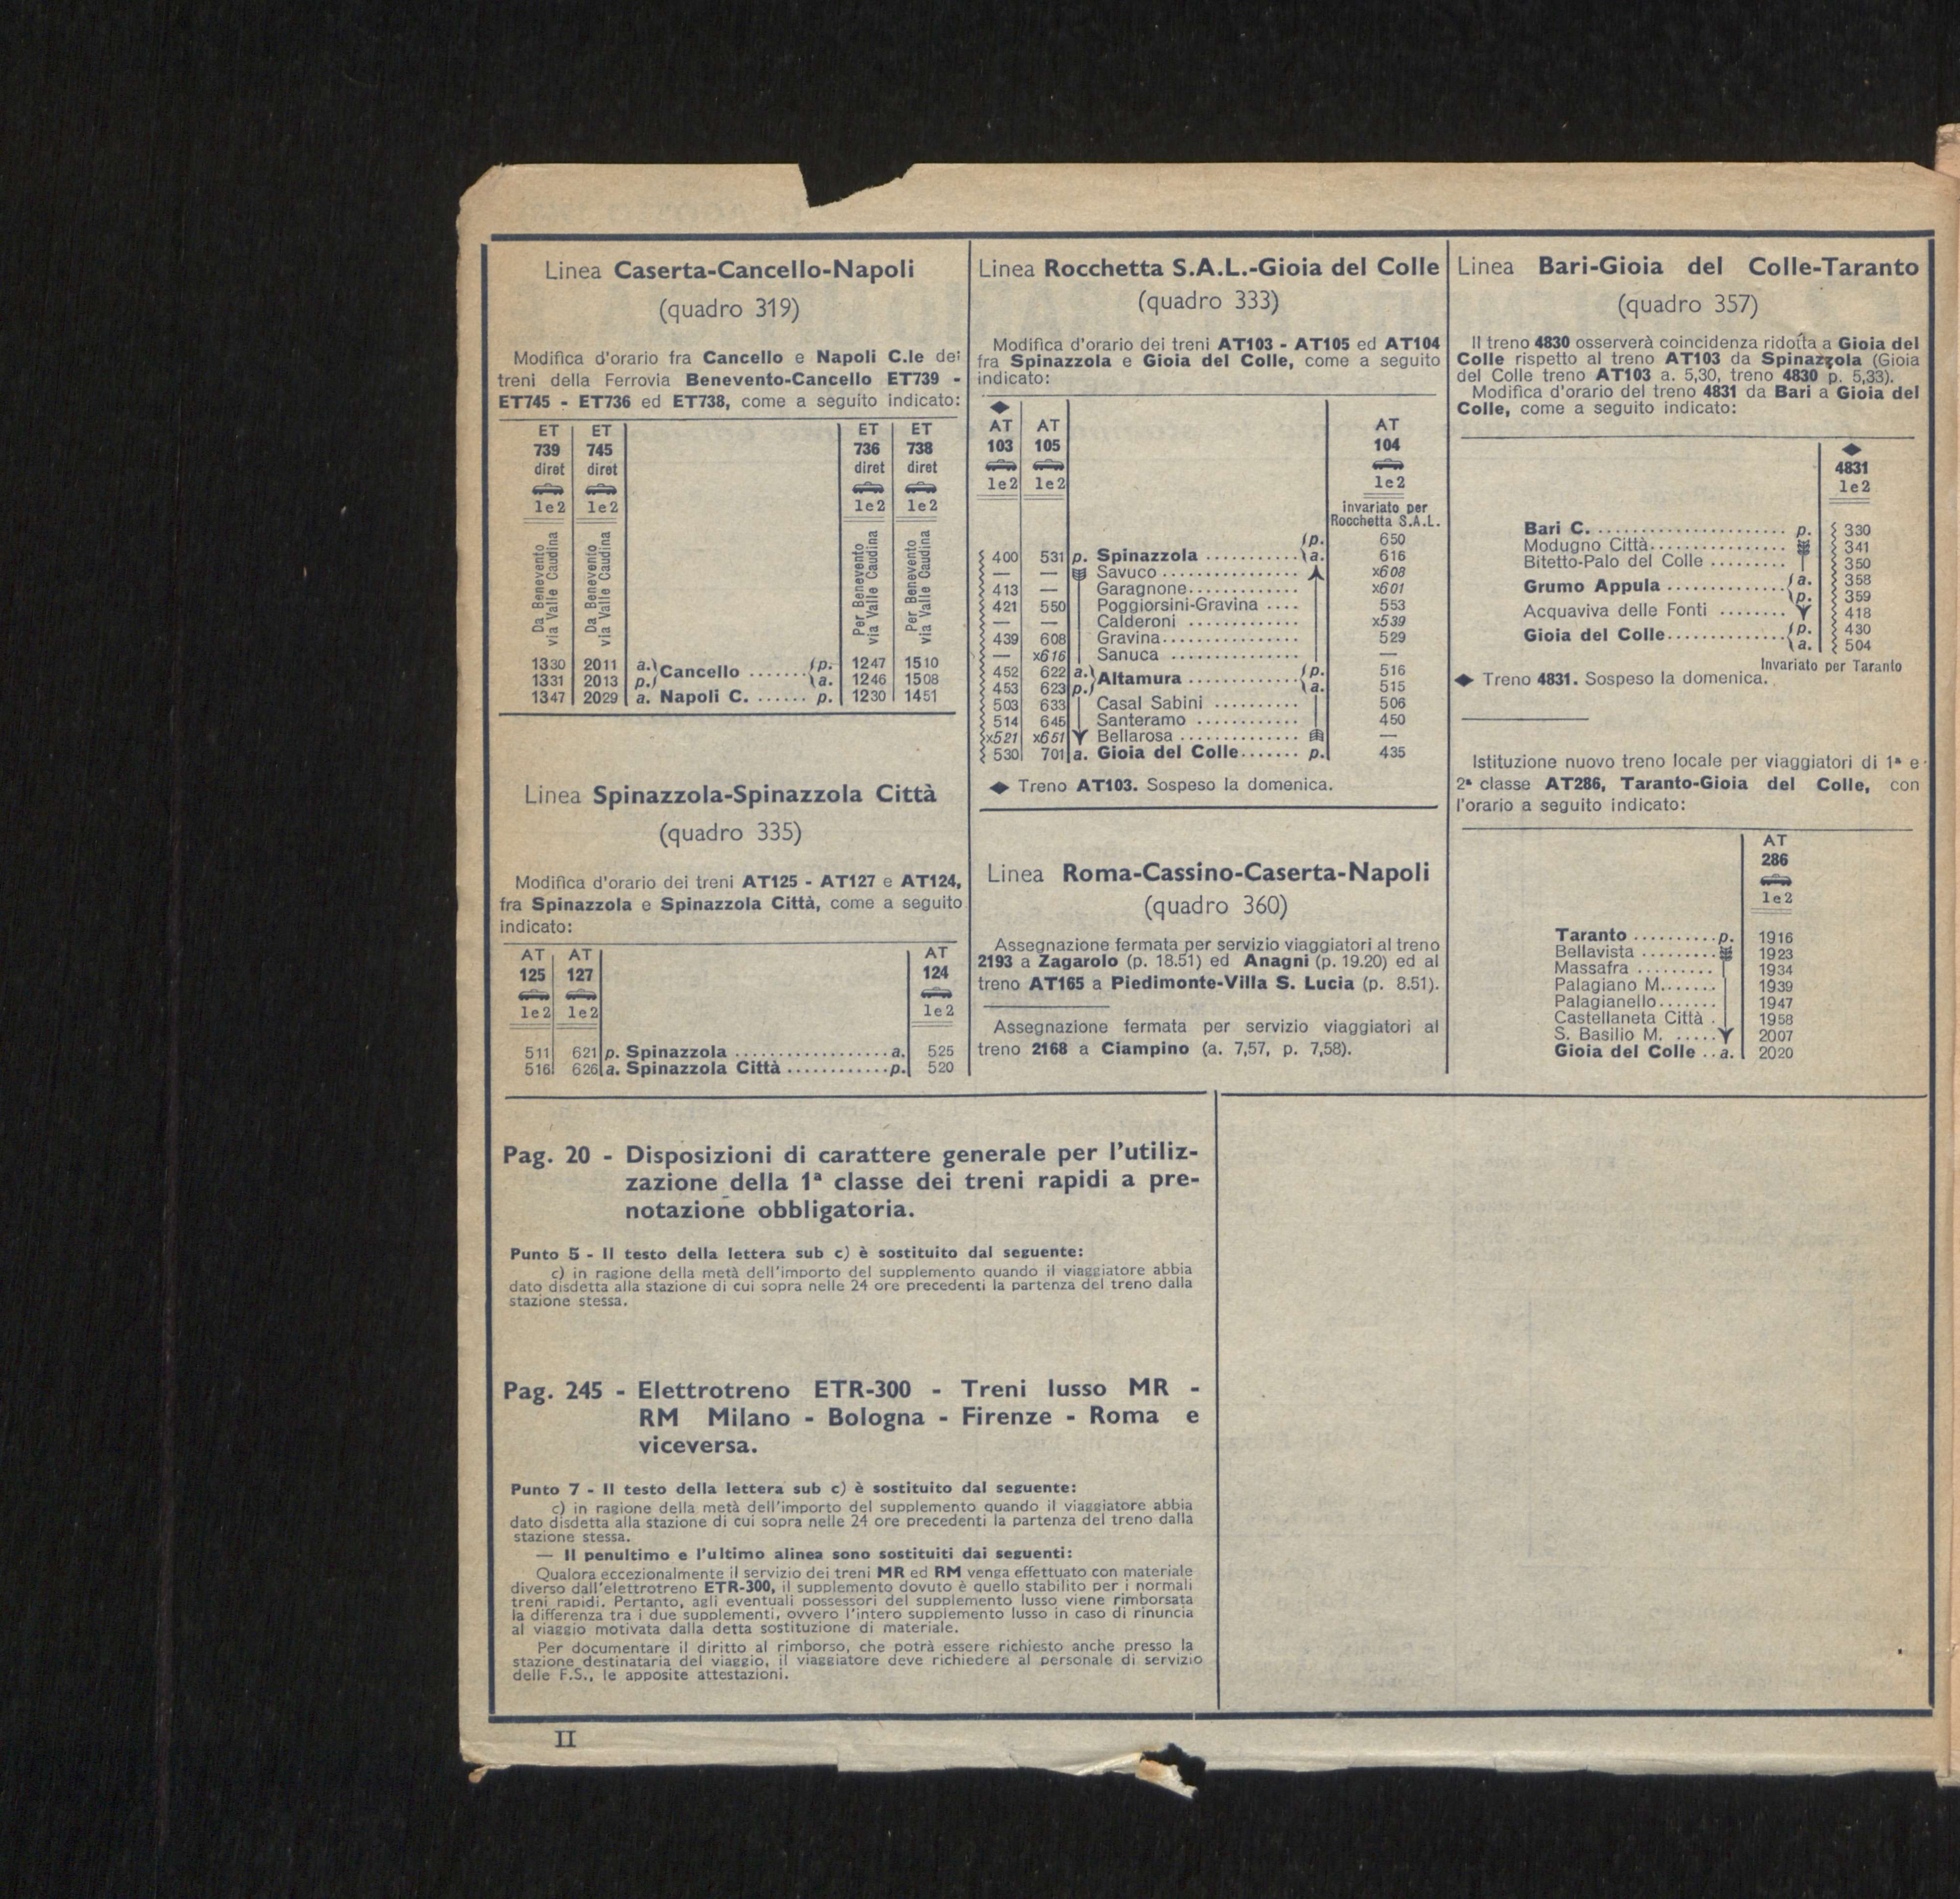 Linea Caserta-Cancello-Napoli
(quadro 319)
Modifica d'orario fra Cancello e Napoli C.le dei
treni della Ferrovia Benevento-Cancello ET739 -
ET745 - ET736 ed ET738, come a seguito indicato:
ET ET ET ET
739 745 736 738
diret diret diret diret
1e2 1e2 1e2 1e2
Da Benevento
via Valle Caudina
Da Benevento
via Valle Caudina
Per Benevento
via Valle Caudina
Per Benevento
via Valle Caudina
1330 2011 a. Cancello ....... p. 1247 1510
1331 2013 p. a. 1246 1508
1347 2029 a. Napoli C. ...... p. 1230 1451
Linea Spinazzola-Spinazzola Città
(quadro 335)
Modifica d'orario dei treni AT125 - AT127 e AT124,
fra Spinazzola e Spinazzola Città, come a seguito
indicato:
AT AT AT
125 127 124
1e2 1e2 1e2
511 621 p. Spinazzola .................. a. 525
516 626 a. Spinazzola Città ............ p. 520
Linea Rocchetta S.A.L.-Gioia del Colle
(quadro 333)
Modifica d'orario dei treni AT103 - AT105 ed AT104
fra Spinazzola e Gioia del Colle, come a seguito
indicato:
◆
AT AT AT
103 105 104
1e2 1e2 1e2
invariato per
Rocchetta S.A.L.
p. 650
400 531 p. Spinazzola .......... a. 616
— — Savuco ................ x608
413 — Garagnone............. x601
421 550 Poggiorsini-Gravina .... 553
— — Calderoni ............. x539
439 608 Gravina................ 529
— x616 Sanuca ............... —
452 622 a. Altamura ............ p. 516
453 623 p. a. 515
503 633 Casal Sabini .......... 506
514 645 Santeramo ............ 450
x521 x651 Bellarosa .............. —
530 701 a. Gioia del Colle....... p. 435
◆ Treno AT103. Sospeso la domenica.
Linea Roma-Cassino-Caserta-Napoli
(quadro 360)
Assegnazione fermata per servizio viaggiatori al treno
2193 a Zagarolo (p. 18.51) ed Anagni (p. 19.20) ed al
treno AT165 a Piedimonte-Villa S. Lucia (p. 8.51).
Assegnazione fermata per servizio viaggiatori al
treno 2168 a Ciampino (a. 7,57, p. 7,58).
Linea Bari-Gioia del Colle-Taranto
(quadro 357)
Il treno 4830 osserverà coincidenza ridotta a Gioia del
Colle rispetto al treno AT103 da Spinazzola (Gioia
del Colle treno AT103 a. 5,30, treno 4830 p. 5,33).
Modifica d'orario del treno 4831 da Bari a Gioia del
Colle, come a seguito indicato:
◆
4831
1e2
Bari C. ...................... p. 330
Modugno Città................ 341
Bitetto-Palo del Colle ......... 350
Grumo Appula .............. a. 358
p. 359
Acquaviva delle Fonti ........ 418
Gioia del Colle.............. p. 430
a. 504
Invariato per Taranto
◆ Treno 4831. Sospeso la domenica.
Istituzione nuovo treno locale per viaggiatori di 1ª e
2ª classe AT286, Taranto-Gioia del Colle, con
l'orario a seguito indicato:
AT
286
1e2
Taranto .......... p. 1916
Bellavista ......... 1923
Massafra ......... 1934
Palagiano M....... 1939
Palagianello....... 1947
Castellaneta Città . 1958
S. Basilio M. ..... 2007
Gioia del Colle .. a. 2020
Pag. 20 - Disposizioni di carattere generale per l'utiliz-
zazione della 1ª classe dei treni rapidi a pre-
notazione obbligatoria.
Punto 5 - Il testo della lettera sub c) è sostituito dal seguente:
c) in ragione della metà dell'importo del supplemento quando il viaggiatore abbia
dato disdetta alla stazione di cui sopra nelle 24 ore precedenti la partenza del treno dalla
stazione stessa.
Pag. 245 - Elettrotreno ETR-300 - Treni lusso MR -
RM Milano - Bologna - Firenze - Roma e
viceversa.
Punto 7 - Il testo della lettera sub c) è sostituito dal seguente:
c) in ragione della metà dell'importo del supplemento quando il viaggiatore abbia
dato disdetta alla stazione di cui sopra nelle 24 ore precedenti la partenza del treno dalla
stazione stessa.
— Il penultimo e l'ultimo alinea sono sostituiti dai seguenti:
Qualora eccezionalmente il servizio dei treni MR ed RM venga effettuato con materiale
diverso dall'elettrotreno ETR-300, il supplemento dovuto è quello stabilito per i normali
treni rapidi. Pertanto, agli eventuali possessori del supplemento lusso viene rimborsata
la differenza tra i due supplementi, ovvero l'intero supplemento lusso in caso di rinuncia
al viaggio motivata dalla detta sostituzione di materiale.
Per documentare il diritto al rimborso, che potrà essere richiesto anche presso la
stazione destinataria del viaggio, il viaggiatore deve richiedere al personale di servizio
delle F.S., le apposite attestazioni.
II